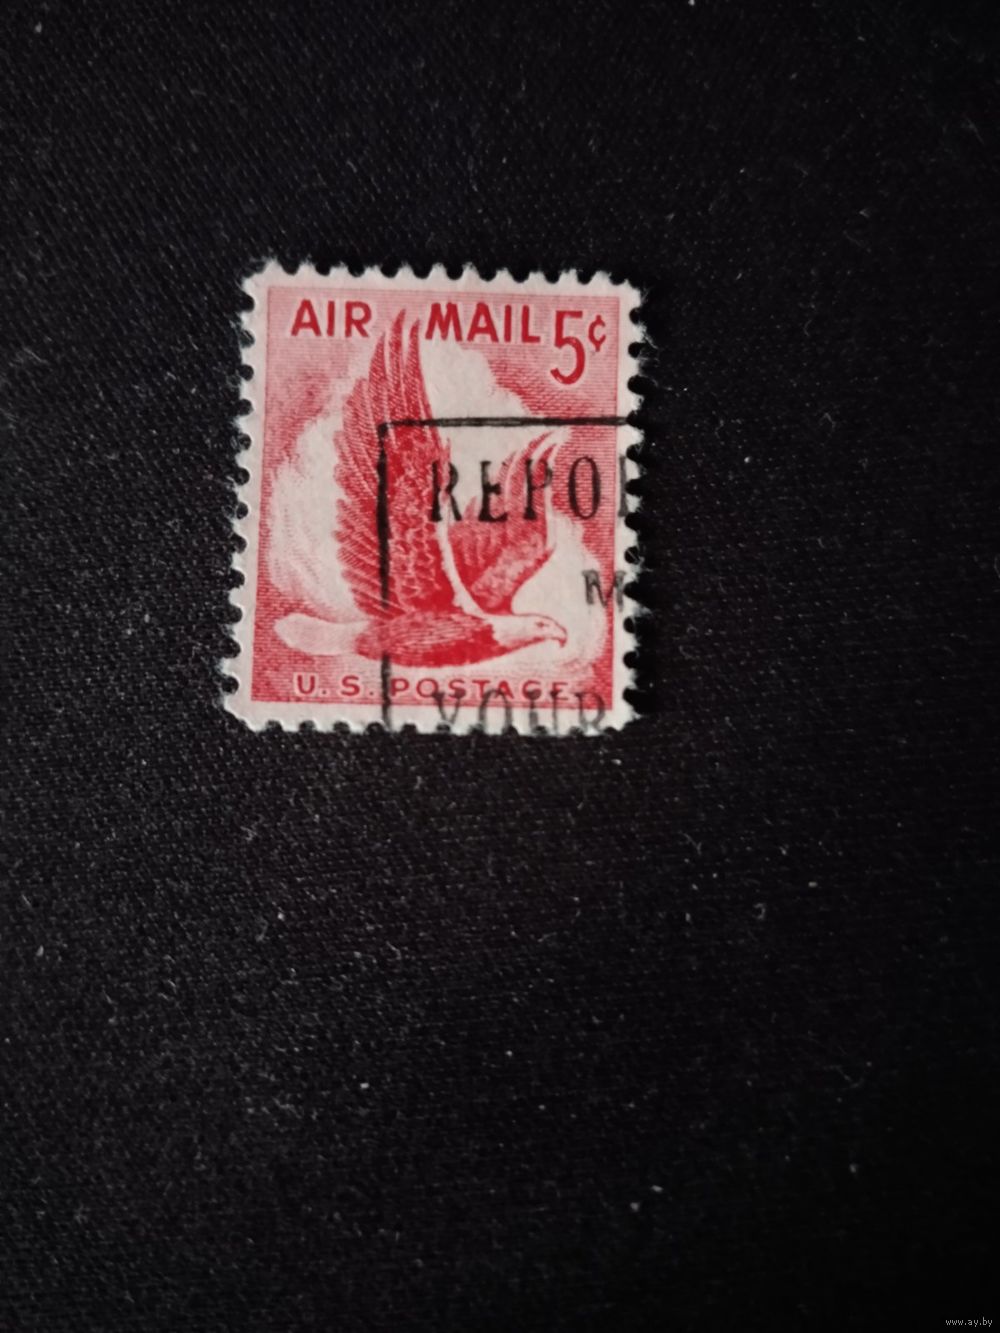 AIR MAIL 5¢
REPO
M
U.S. POSTAGE
YOUR
www.ay.by